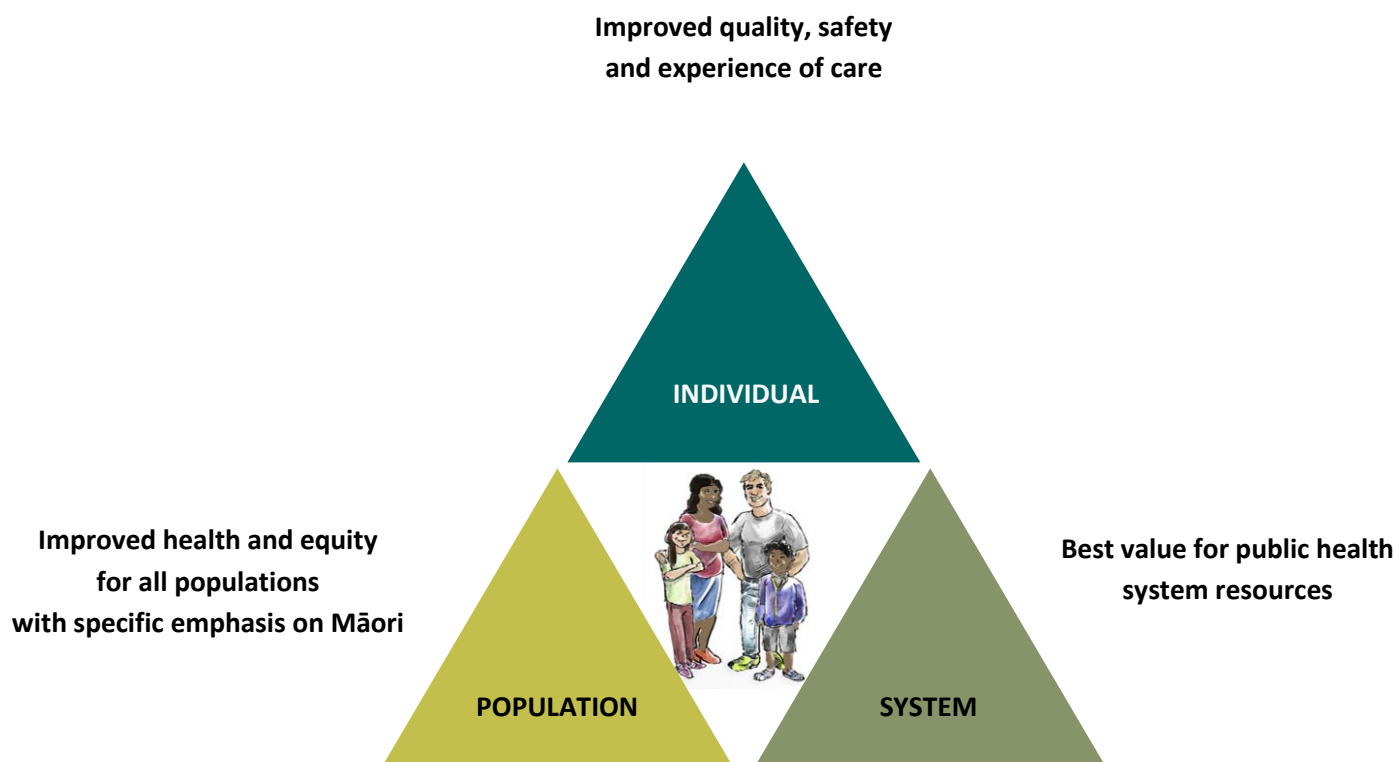 Improved quality, safety
and experience of care
INDIVIDUAL
Improved health and equity
for all populations
with specific emphasis on Māori
Best value for public health
system resources
POPULATION
SYSTEM